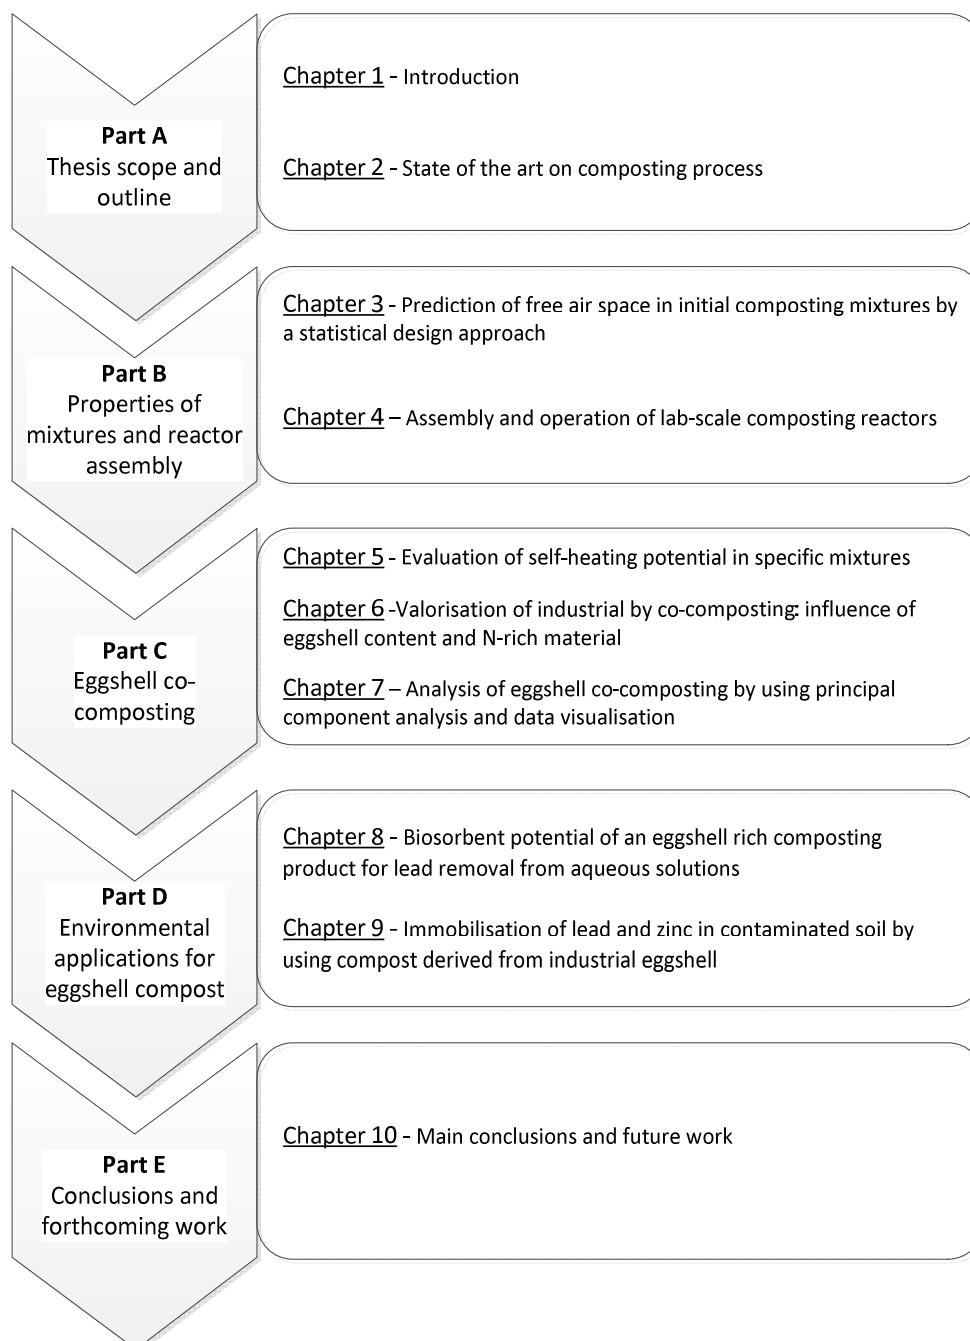 Part A
Thesis scope and
outline
Chapter 1 - Introduction
Chapter 2 - State of the art on composting process
Part B
Properties of
mixtures and reactor
assembly
Chapter 3 - Prediction of free air space in initial composting mixtures by
a statistical design approach
Chapter 4 – Assembly and operation of lab-scale composting reactors
Part C
Eggshell co-
composting
Chapter 5 - Evaluation of self-heating potential in specific mixtures
Chapter 6 -Valorisation of industrial by co-composting: influence of
eggshell content and N-rich material
Chapter 7 – Analysis of eggshell co-composting by using principal
component analysis and data visualisation
Part D
Environmental
applications for
eggshell compost
Chapter 8 - Biosorbent potential of an eggshell rich composting
product for lead removal from aqueous solutions
Chapter 9 - Immobilisation of lead and zinc in contaminated soil by
using compost derived from industrial eggshell
Part E
Conclusions and
forthcoming work
Chapter 10 - Main conclusions and future work